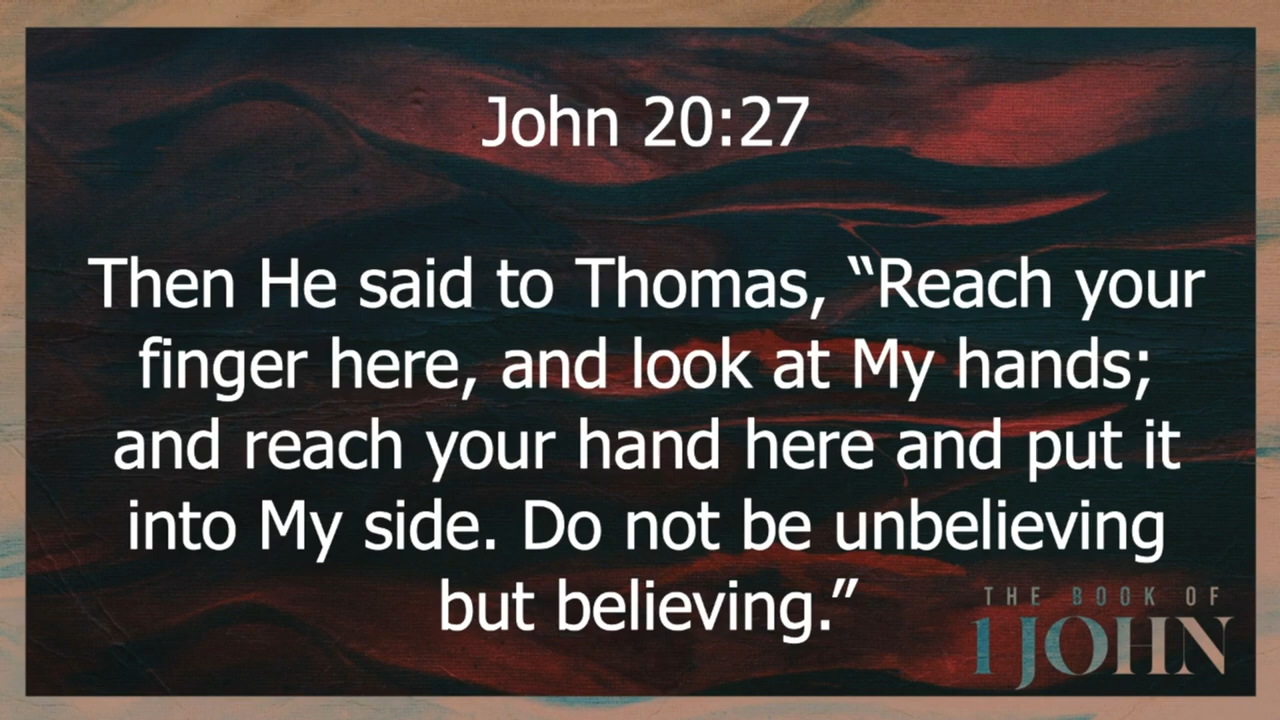 John 20:27
Then He said to Thomas, “Reach your
finger here, and look at My hands;
and reach your hand here and put it
into My side. Do not be unbelieving
but believing.”
THE BOOK OF
1 JOHN